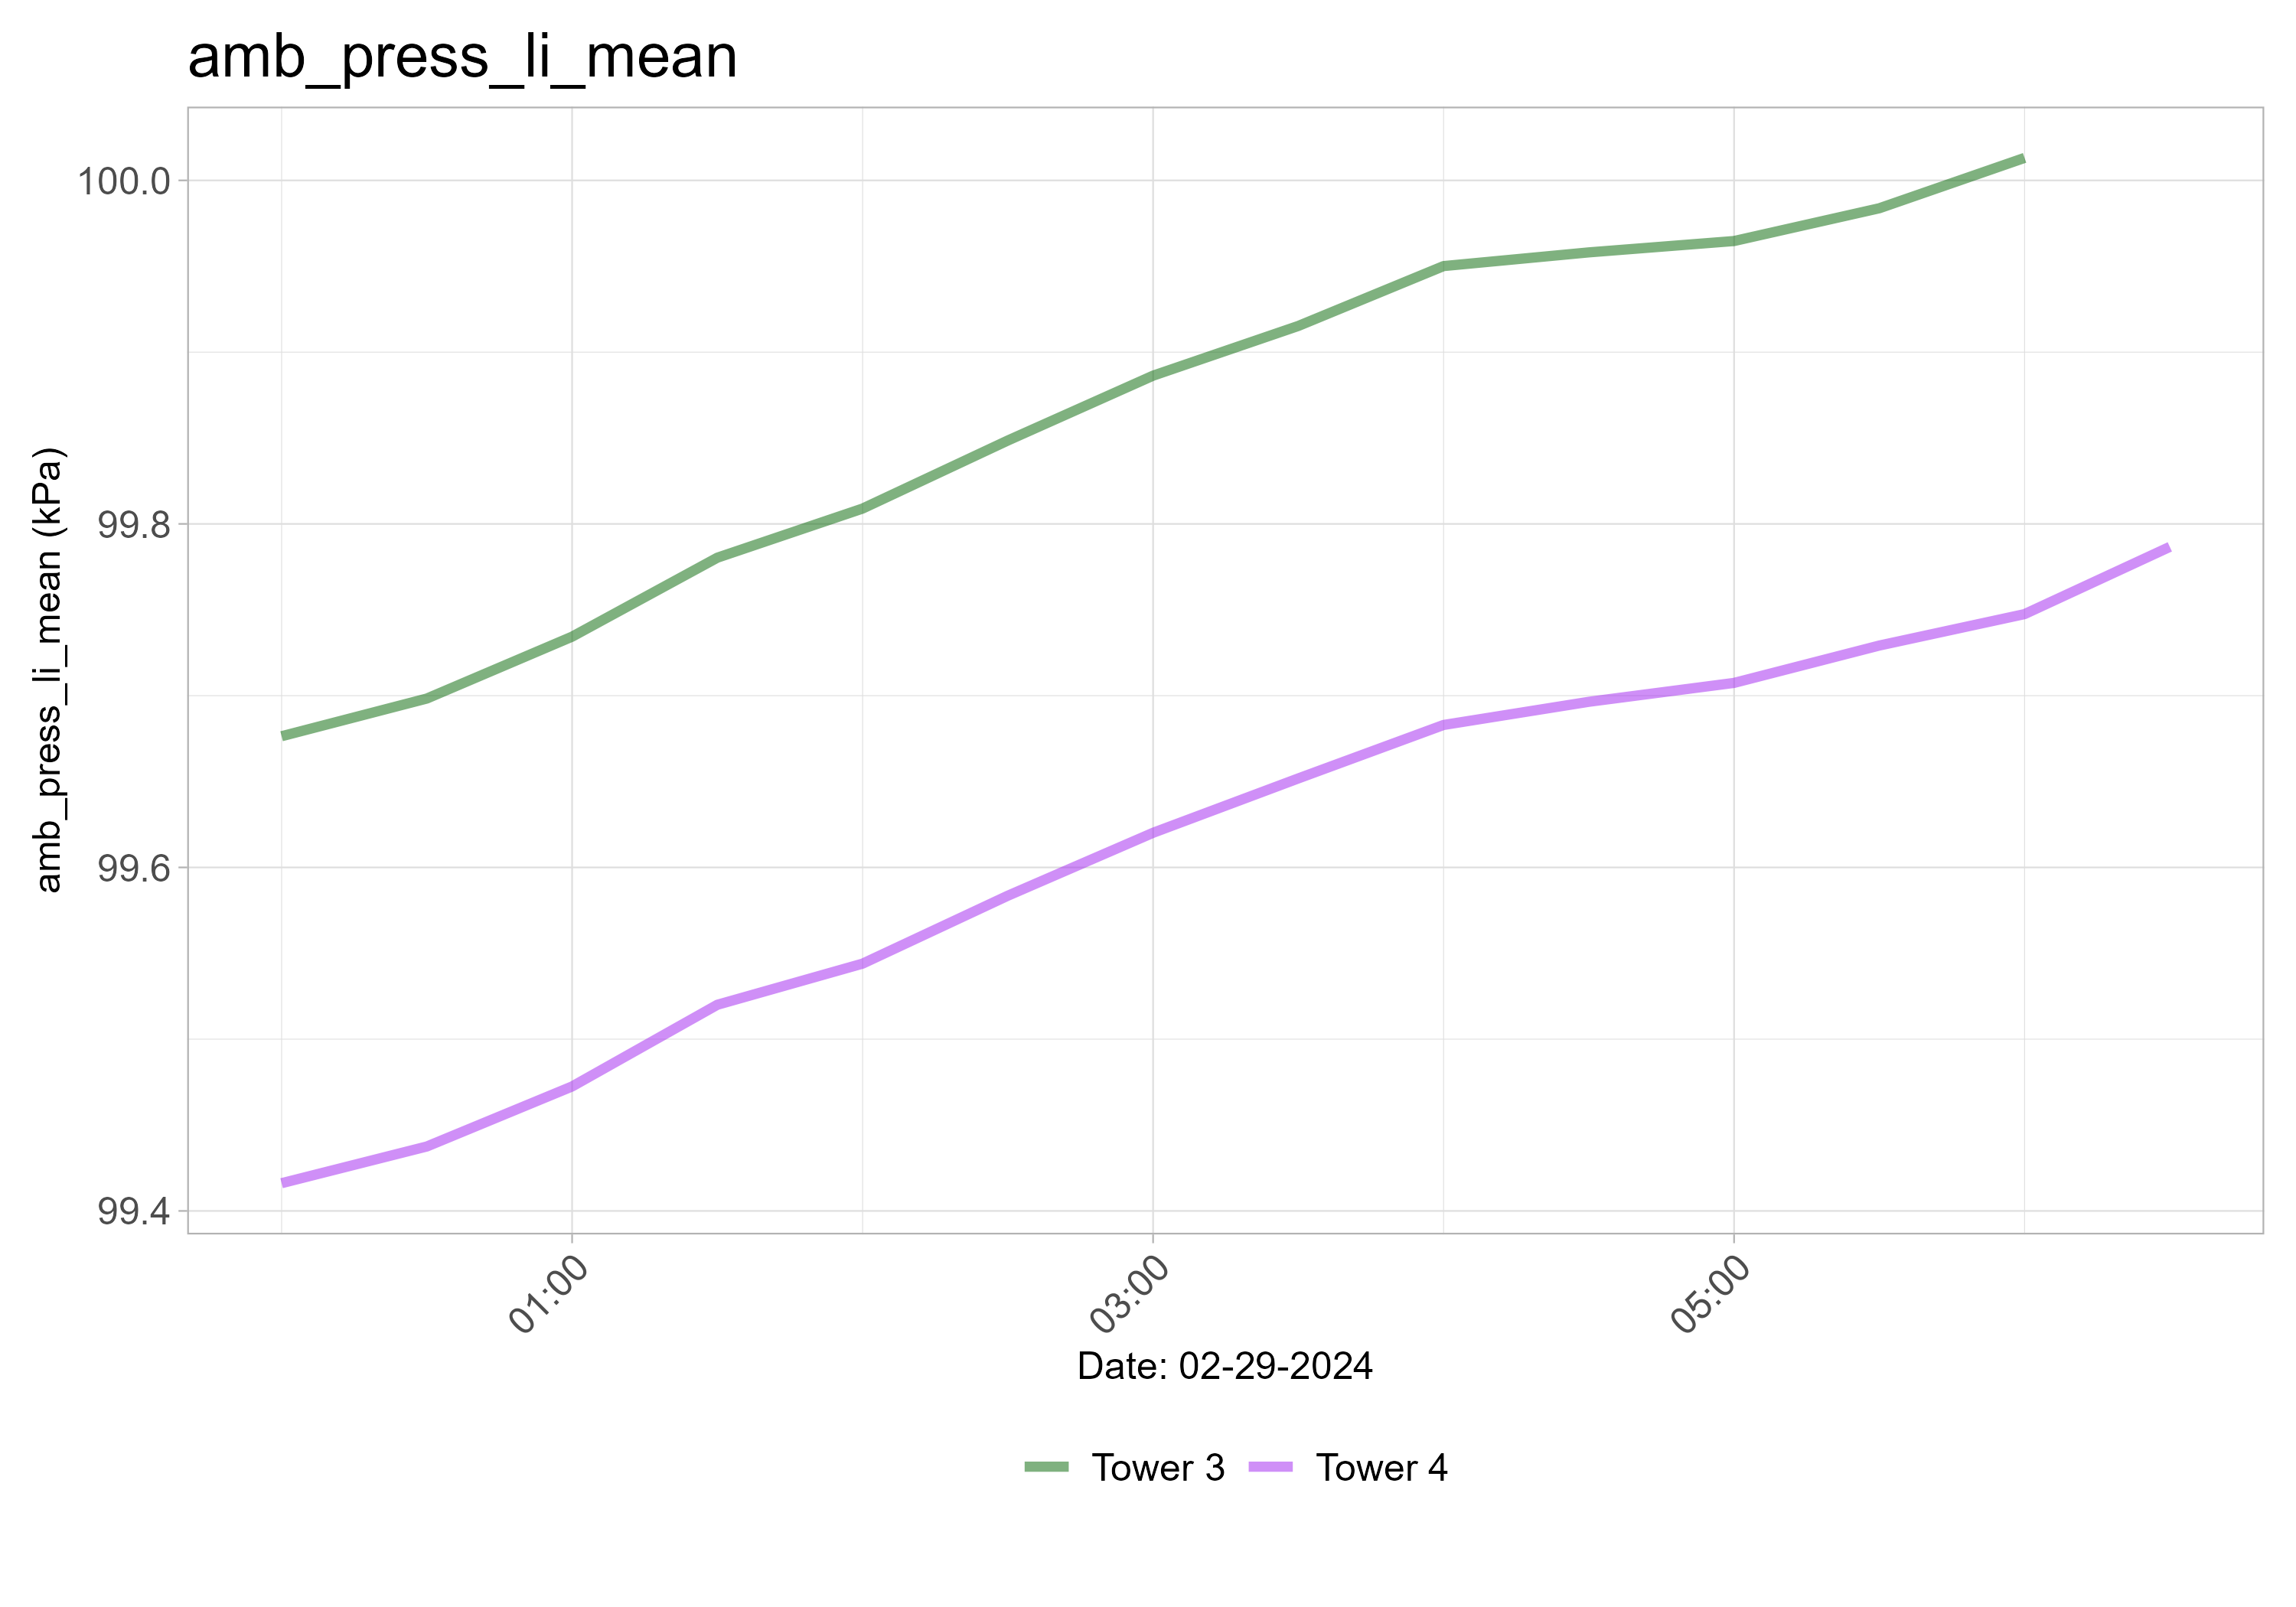 amb_press_li_mean
amb_press_li_mean (kPa)
100.0
99.8
99.6
99.4
01:00
03:00
05:00
Date: 02-29-2024
Tower 3
Tower 4